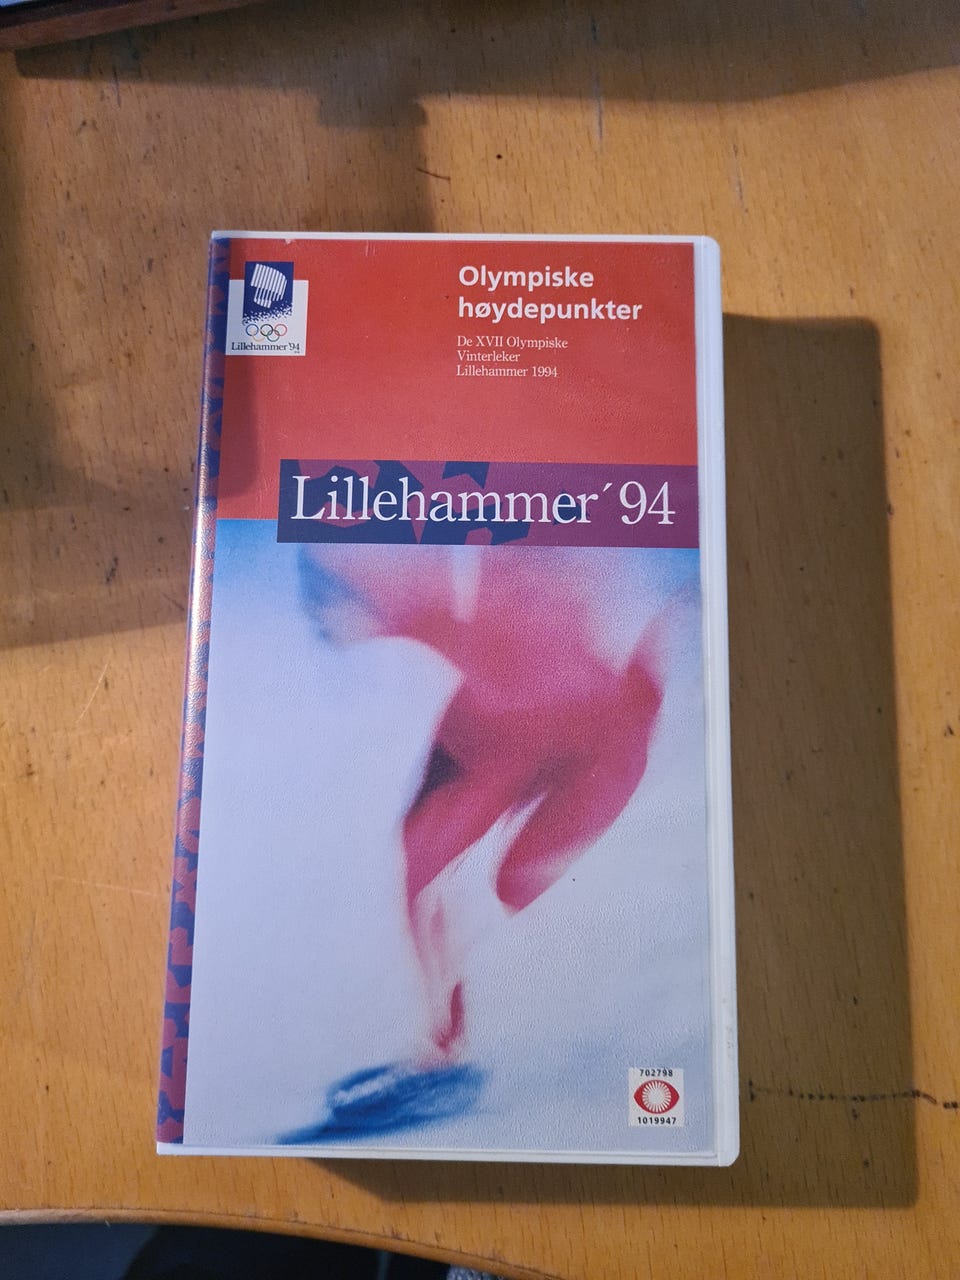 Lillehammer'94
Olympiske
høydepunkter
De XVII Olympiske
Vinterleker
Lillehammer 1994
Lillehammer´94
702798
1019947